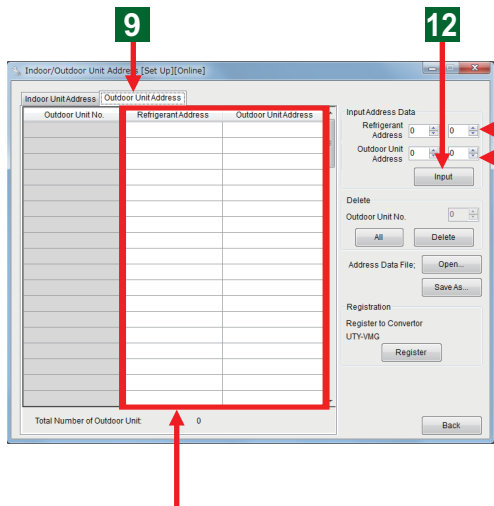 9
12
Indoor/Outdoor Unit Address [Set Up][Online]
Indoor Unit Address
Outdoor Unit Address
Outdoor Unit No.
Refrigerant Address
Outdoor Unit Address
Input Address Data
Refrigerant
Address
0
0
Outdoor Unit
Address
0
0
Input
Delete
Outdoor Unit No.
0
All
Delete
Address Data File;
Open...
Save As...
Registration
Register to Convertor
UTY-VMG
Register
Total Number of Outdoor Unit:
0
Back